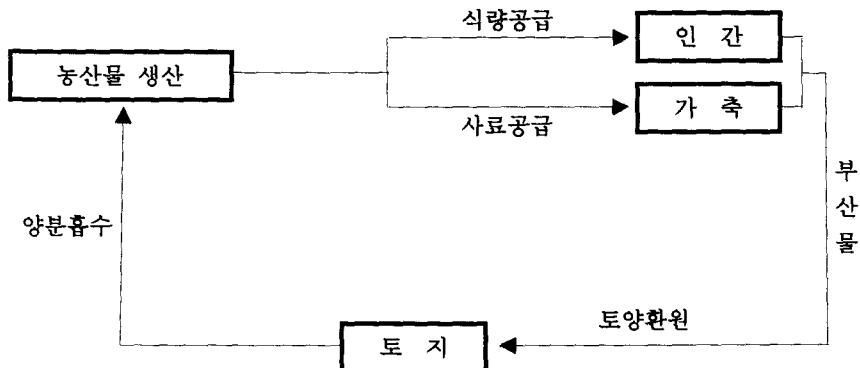 식량공급
인 간
농산물 생산
가 축
사료공급
부
산
물
양분흡수
토양환원
토 지